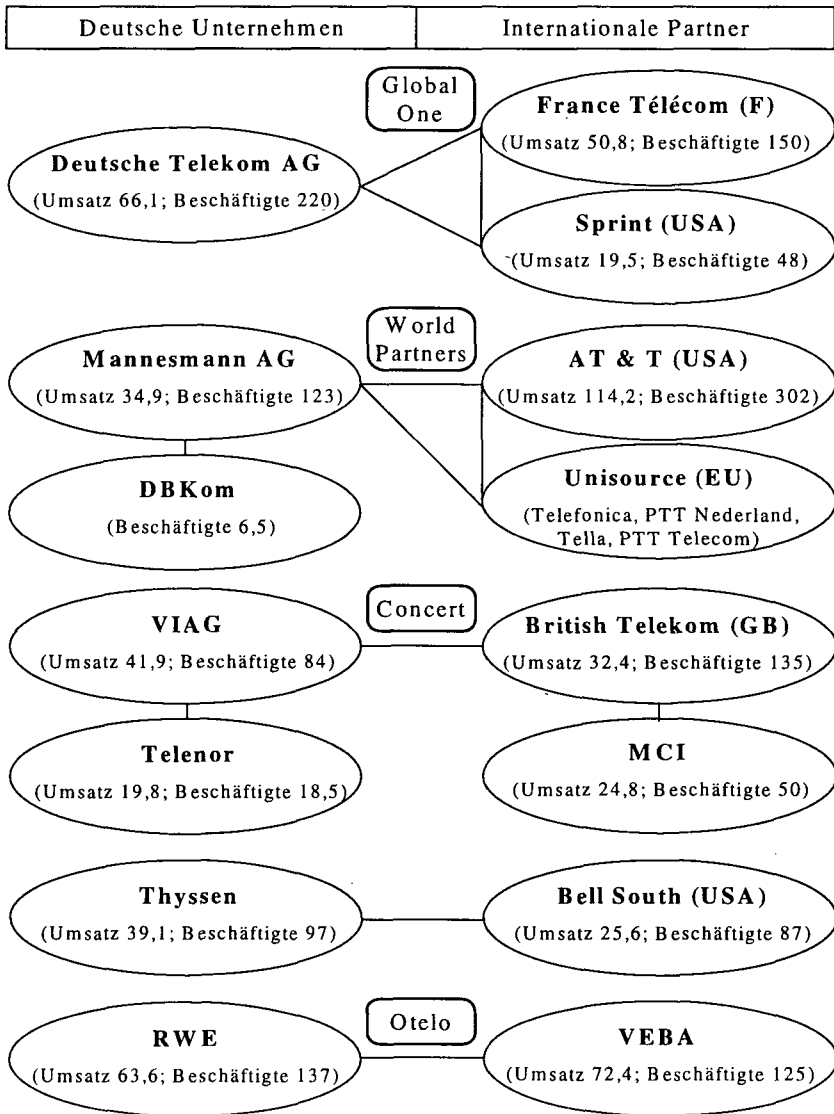 Deutsche Unternehmen
Internationale Partner
Global
One
France Télécom (F)
(Umsatz 50,8; Beschäftigte 150)
Deutsche Telekom AG
(Umsatz 66,1; Beschäftigte 220)
Sprint (USA)
(Umsatz 19,5; Beschäftigte 48)
World
Partners
Mannesmann AG
(Umsatz 34,9; Beschäftigte 123)
AT & T (USA)
(Umsatz 114,2; Beschäftigte 302)
DBKom
(Beschäftigte 6,5)
Unisource (EU)
(Telefonica, PTT Nederland,
Tella, PTT Telecom)
Concert
VIAG
(Umsatz 41,9; Beschäftigte 84)
British Telekom (GB)
(Umsatz 32,4; Beschäftigte 135)
Telenor
(Umsatz 19,8; Beschäftigte 18,5)
MCI
(Umsatz 24,8; Beschäftigte 50)
Thyssen
(Umsatz 39,1; Beschäftigte 97)
Bell South (USA)
(Umsatz 25,6; Beschäftigte 87)
Otelo
RWE
(Umsatz 63,6; Beschäftigte 137)
VEBA
(Umsatz 72,4; Beschäftigte 125)